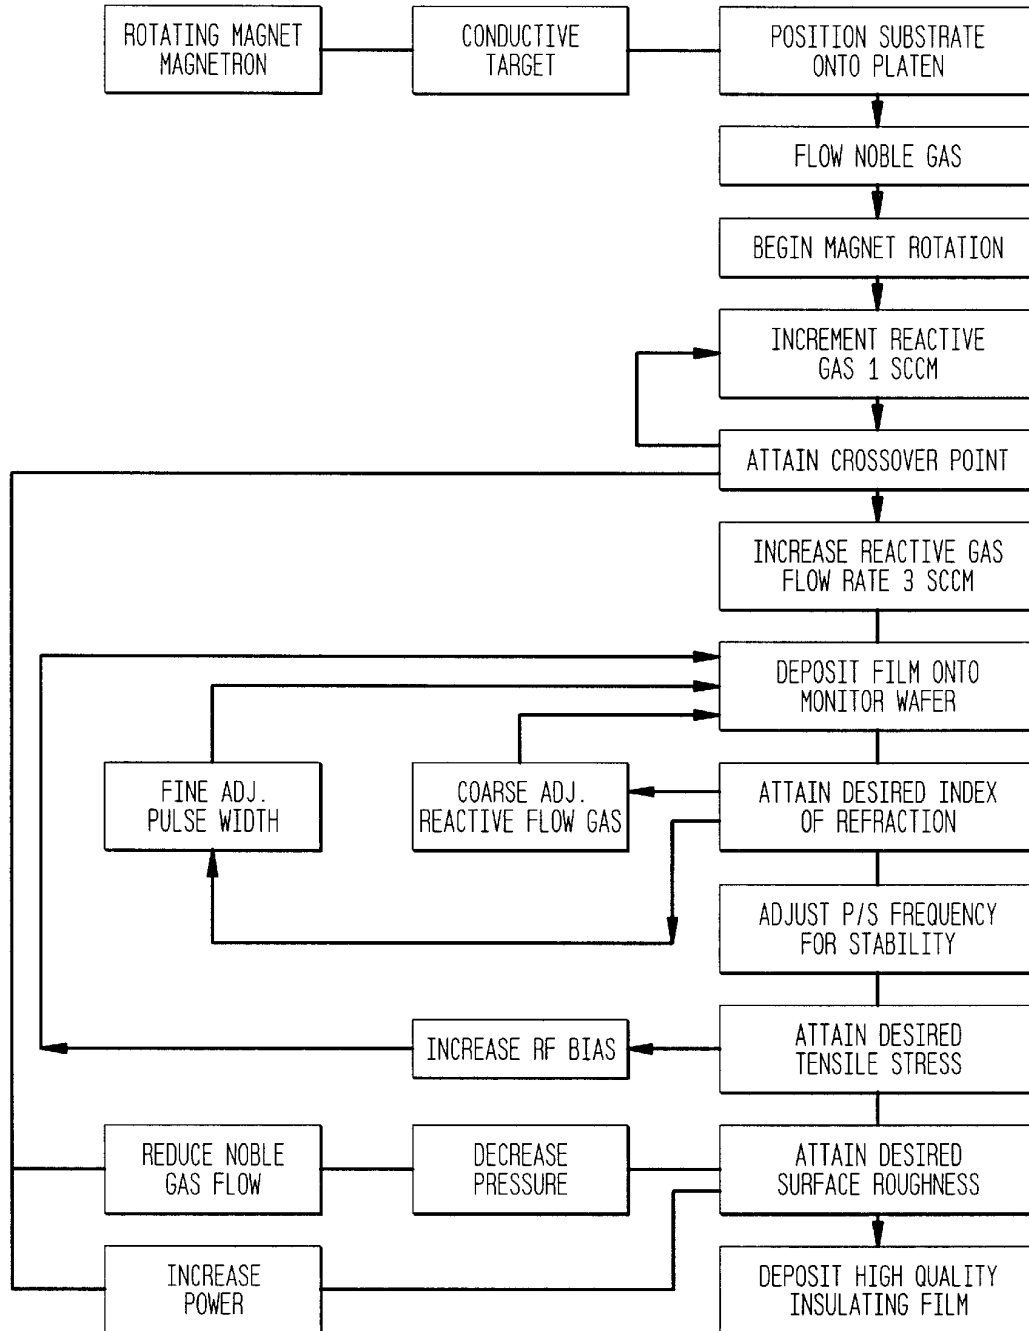 ROTATING MAGNET
MAGNETRON
CONDUCTIVE
TARGET
POSITION SUBSTRATE
ONTO PLATEN
FLOW NOBLE GAS
BEGIN MAGNET ROTATION
INCREMENT REACTIVE
GAS 1 SCCM
ATTAIN CROSSOVER POINT
INCREASE REACTIVE GAS
FLOW RATE 3 SCCM
DEPOSIT FILM ONTO
MONITOR WAFER
FINE ADJ.
PULSE WIDTH
COARSE ADJ.
REACTIVE FLOW GAS
ATTAIN DESIRED INDEX
OF REFRACTION
ADJUST P/S FREQUENCY
FOR STABILITY
INCREASE RF BIAS
ATTAIN DESIRED
TENSILE STRESS
REDUCE NOBLE
GAS FLOW
DECREASE
PRESSURE
ATTAIN DESIRED
SURFACE ROUGHNESS
INCREASE
POWER
DEPOSIT HIGH QUALITY
INSULATING FILM